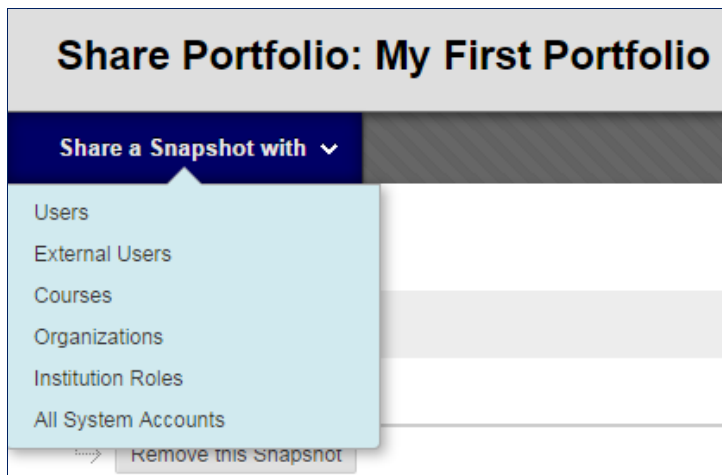 Share Portfolio: My First Portfolio
Share a Snapshot with
Users
External Users
Courses
Organizations
Institution Roles
All System Accounts
Remove this Snapshot